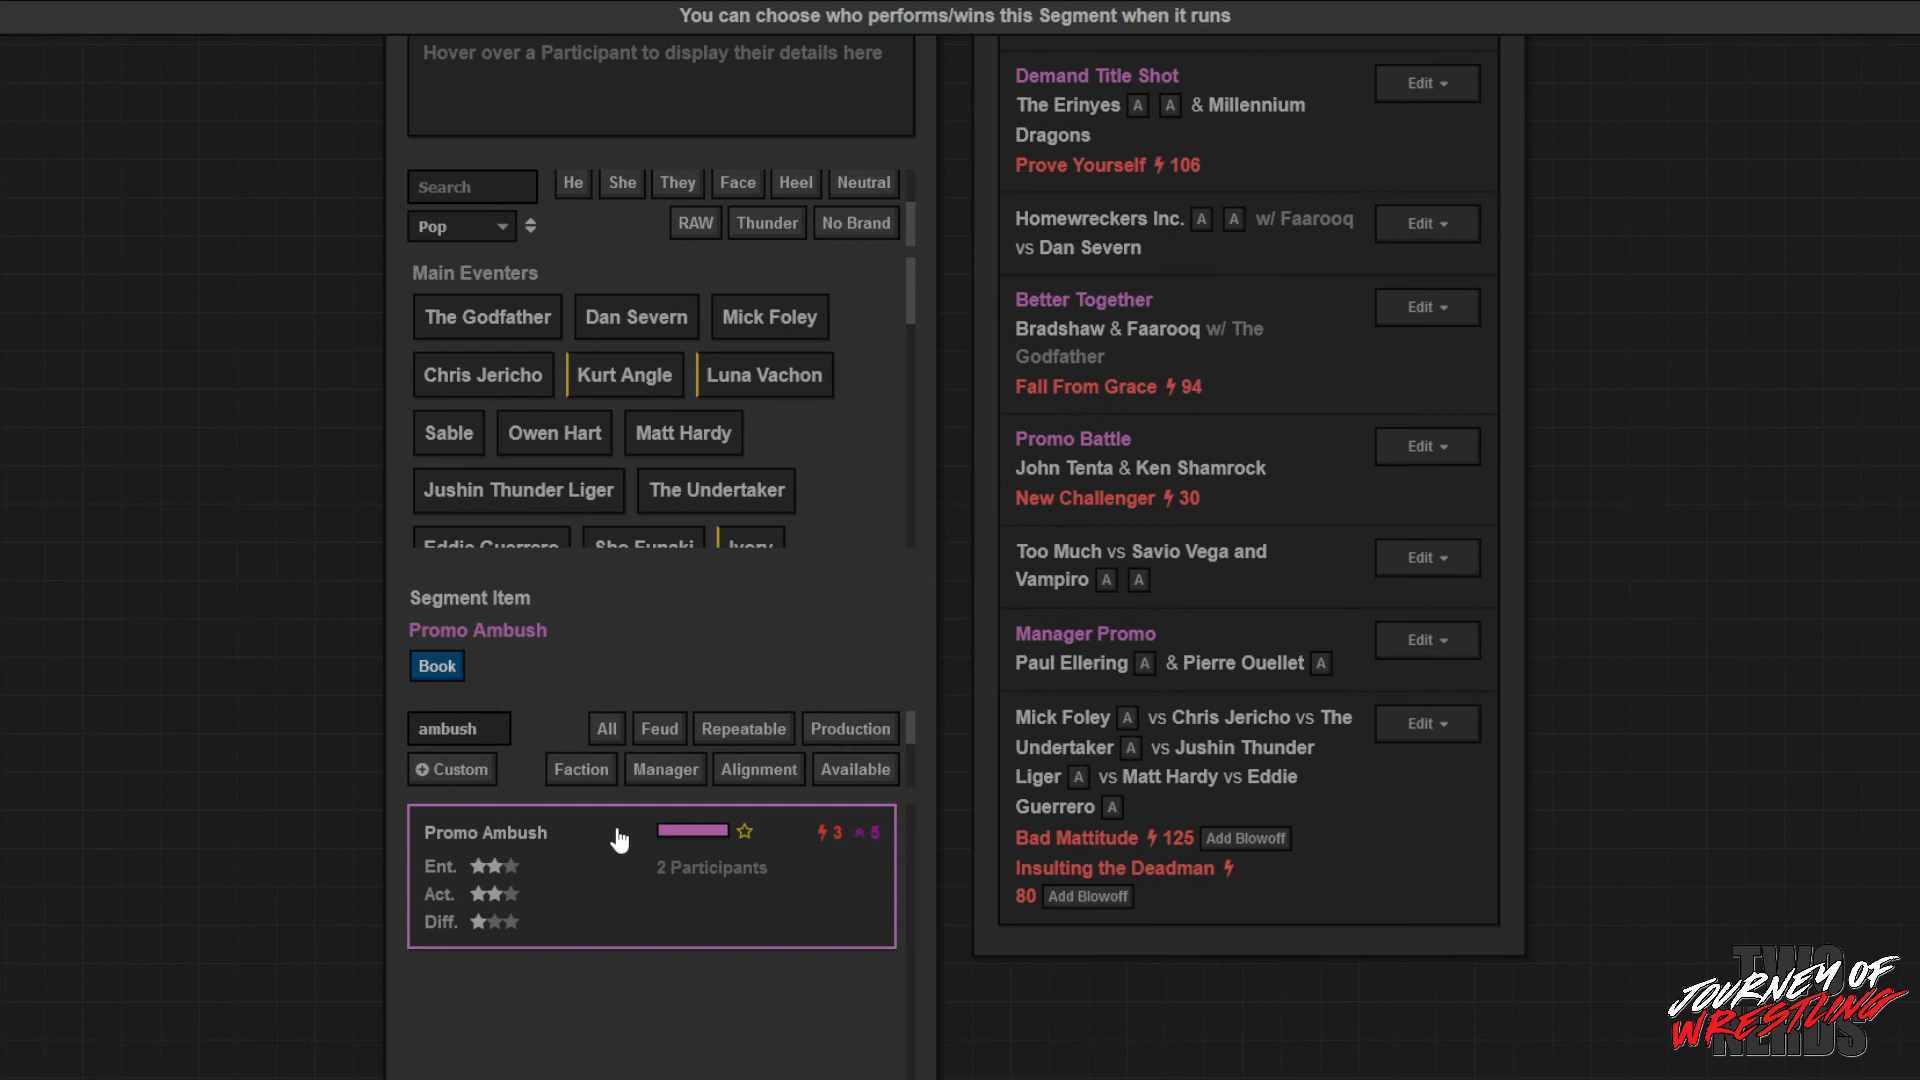 You can choose who performs/wins this Segment when it runs
Hover over a Participant to display their details here
Search
He She They Face Heel Neutral
Pop
RAW Thunder No Brand
Main Eventers
The Godfather Dan Severn Mick Foley
Chris Jericho Kurt Angle Luna Vachon
Sable Owen Hart Matt Hardy
Jushin Thunder Liger The Undertaker
Eddie Guerrero Sho Funaki Ivory
Segment Item
Promo Ambush
Book
ambush All Feud Repeatable Production
Custom Faction Manager Alignment Available
Promo Ambush 3 5
Ent. 2 Participants
Act.
Diff.
Demand Title Shot Edit
The Erinyes A A & Millennium
Dragons
Prove Yourself 106
Homewreckers Inc. A A w/ Faarooq Edit
vs Dan Severn
Better Together Edit
Bradshaw & Faarooq w/ The
Godfather
Fall From Grace 94
Promo Battle Edit
John Tenta & Ken Shamrock
New Challenger 30
Too Much vs Savio Vega and Edit
Vampiro A A
Manager Promo Edit
Paul Ellering A & Pierre Ouellet A
Mick Foley A vs Chris Jericho vs The Edit
Undertaker A vs Jushin Thunder
Liger A vs Matt Hardy vs Eddie
Guerrero A
Bad Mattitude 125 Add Blowoff
Insulting the Deadman
80 Add Blowoff
TWO
JOURNEY OF
WRESTLING
NERDS